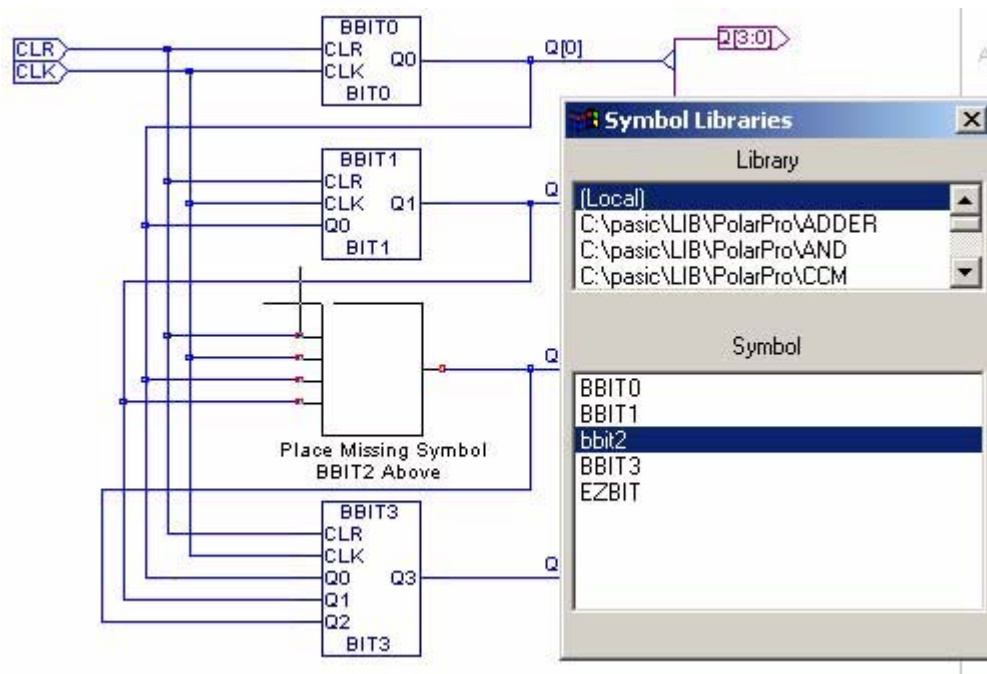 CLR
CLK
BBIT0
CLR
CLK
Q0
BIT0
Q[0]
Q[3:0]
BBIT1
CLR
CLK
Q0
Q1
BIT1
Q
Place Missing Symbol
BBIT2 Above
Q
BBIT3
CLR
CLK
Q0
Q1
Q2
Q3
BIT3
Q
Symbol Libraries
Library
(Local)
C:\pasic\LIB\PolarPro\ADDER
C:\pasic\LIB\PolarPro\AND
C:\pasic\LIB\PolarPro\CCM
Symbol
BBIT0
BBIT1
bbit2
BBIT3
EZBIT